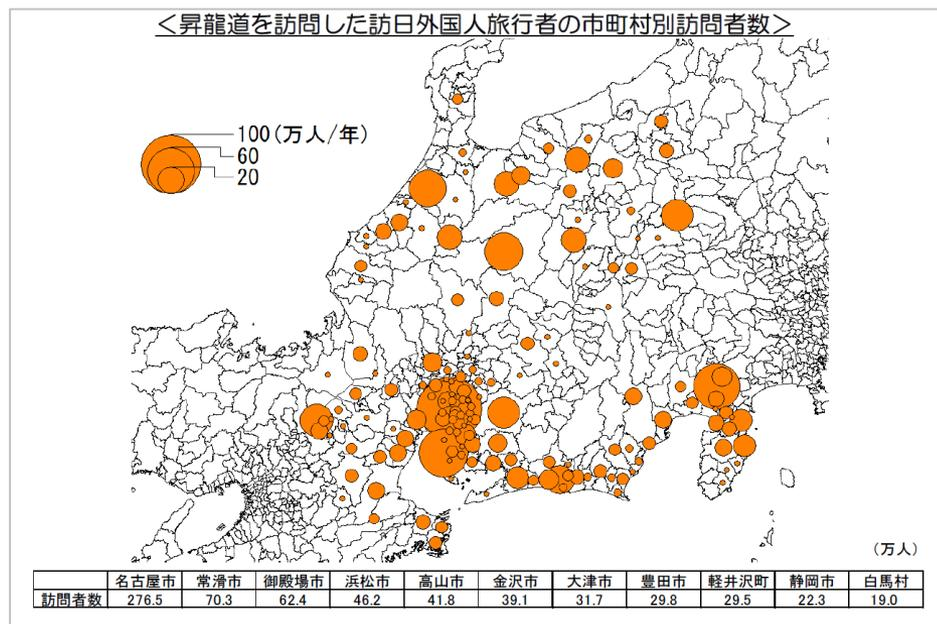 ＜昇龍道を訪問した訪日外国人旅行者の市町村別訪問者数＞
100(万人/年)
60
20
(万人)
名古屋市 常滑市 御殿場市 浜松市 高山市 金沢市 大津市 豊田市 軽井沢町 静岡市 白馬村
訪問者数 276.5 70.3 62.4 46.2 41.8 39.1 31.7 29.8 29.5 22.3 19.0